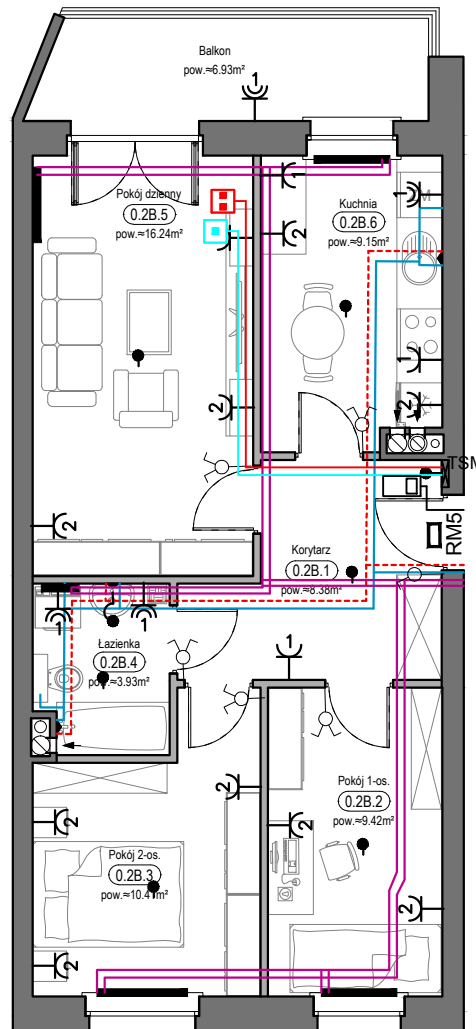 Balkon
pow.≈6.93m²
1
Pokój dzienny
0.2B.5
pow.≈16.24m²
1
Kuchnia
0.2B.6
pow.≈9.15m²
1
M
2
2
1
2
2
TSM
RM5
2
Korytarz
0.2B.1
pow.≈8.38m²
1
1
Łazienka
0.2B.4
pow.≈3.93m²
1
2
2
Pokój 2-os.
0.2B.3
2
Pokój 1-os.
0.2B.2
pow.≈9.42m²
2
2
2